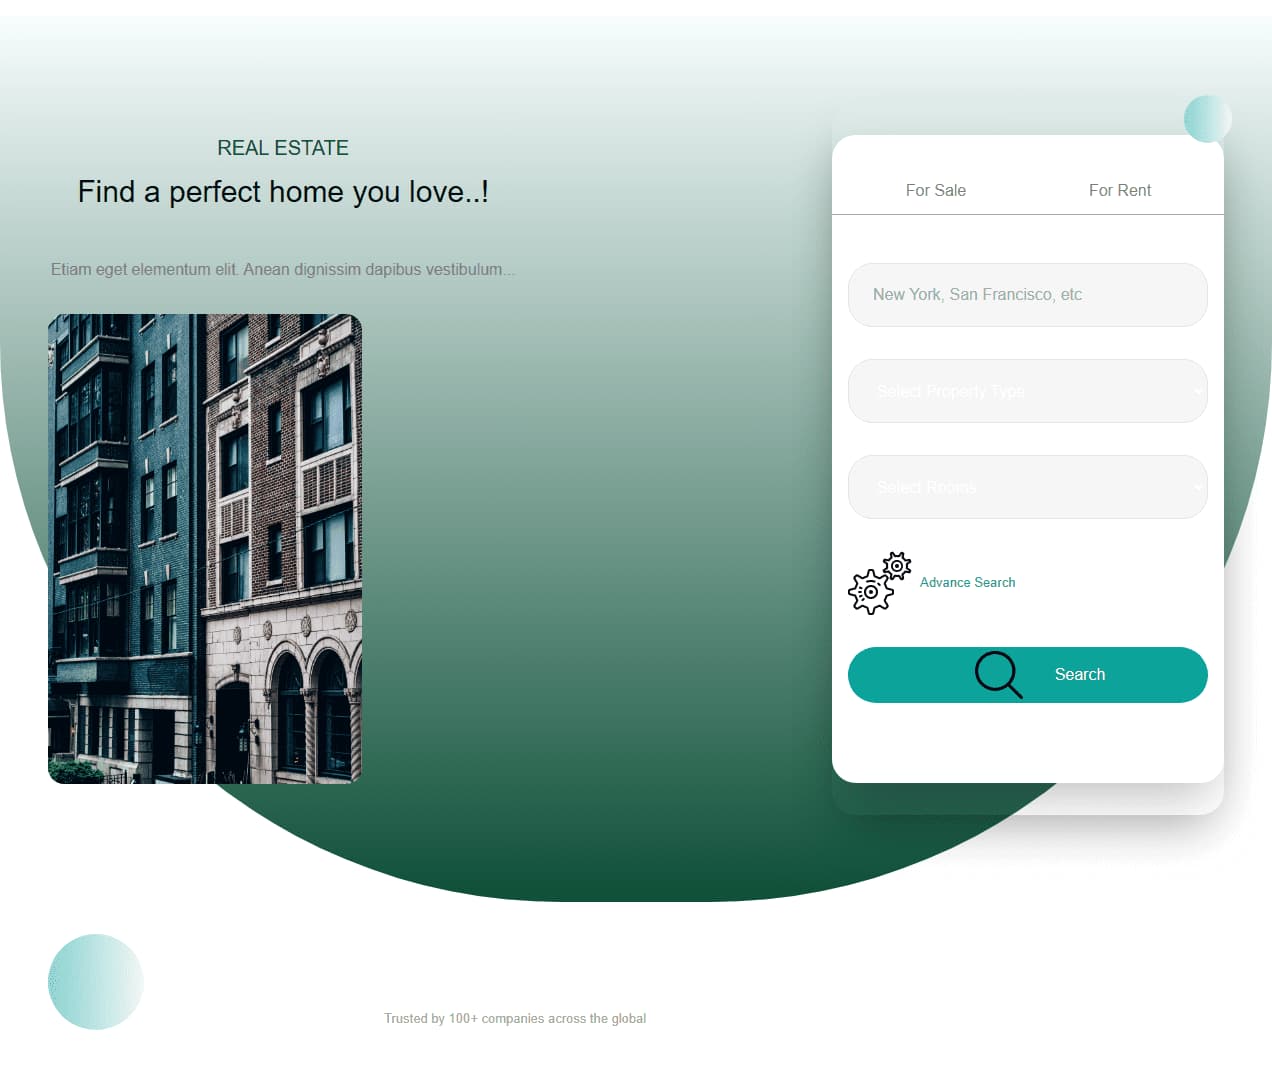 REAL ESTATE
Find a perfect home you love..!
Etiam eget elementum elit. Anean dignissim dapibus vestibulum...
For Sale
For Rent
New York, San Francisco, etc
Select Property Type
Select Rooms
Advance Search
Search
Trusted by 100+ companies across the global